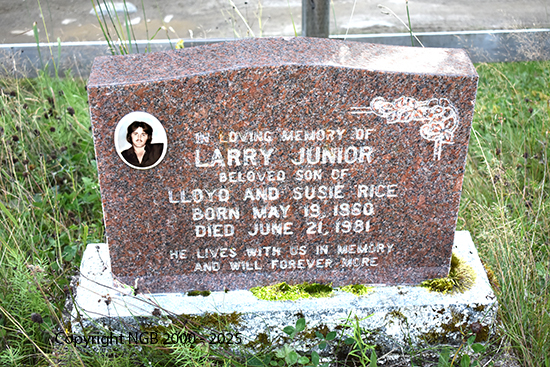 IN LOVING MEMORY OF
LARRY JUNIOR
BELOVED SON OF
LLOYD AND SUSIE RICE
BORN MAY 19, 1960
DIED JUNE 21, 1981
HE LIVES WITH US IN MEMORY
AND WILL FOREVER MORE
Copyright NGB 2000 - 2025